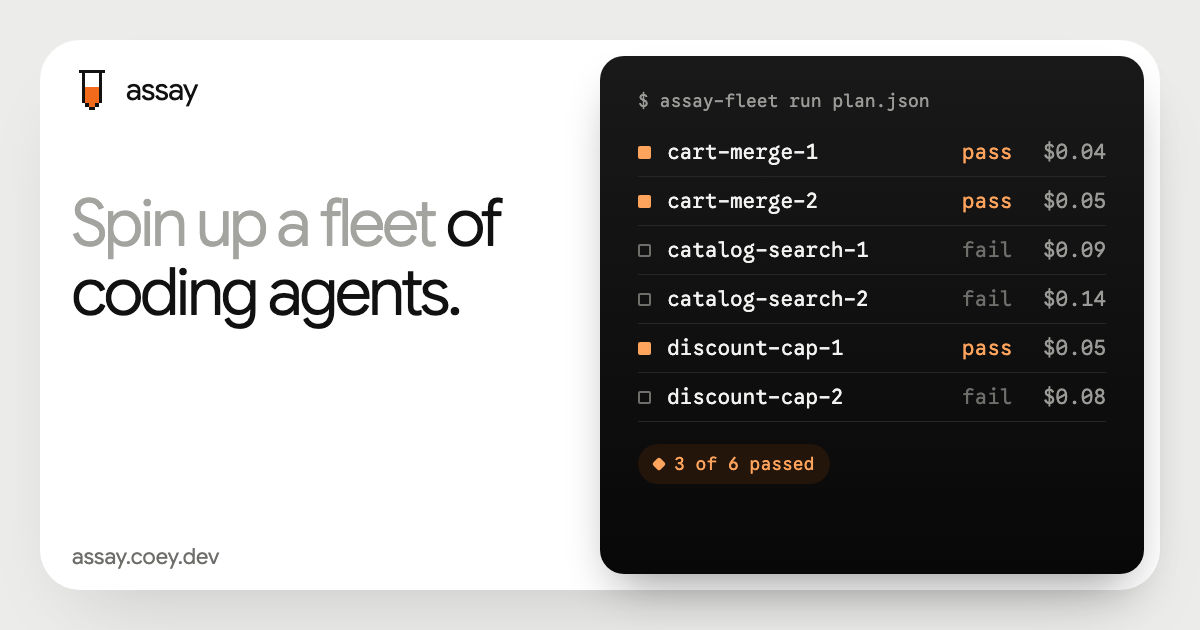 assay
Spin up a fleet of
coding agents.
assay.coey.dev
$ assay-fleet run plan.json
cart-merge-1 pass $0.04
cart-merge-2 pass $0.05
catalog-search-1 fail $0.09
catalog-search-2 fail $0.14
discount-cap-1 pass $0.05
discount-cap-2 fail $0.08
3 of 6 passed